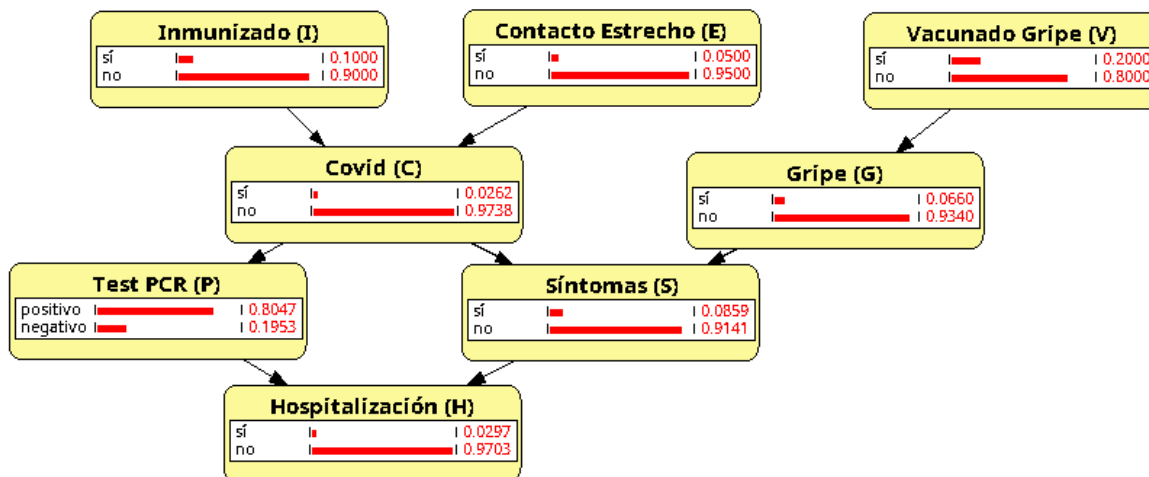 Inmunizado (I)
sí 0.1000
no 0.9000
Contacto Estrecho (E)
sí 0.0500
no 0.9500
Vacunado Gripe (V)
sí 0.2000
no 0.8000
Covid (C)
sí 0.0262
no 0.9738
Gripe (G)
sí 0.0660
no 0.9340
Test PCR (P)
positivo 0.8047
negativo 0.1953
Síntomas (S)
sí 0.0859
no 0.9141
Hospitalización (H)
sí 0.0297
no 0.9703